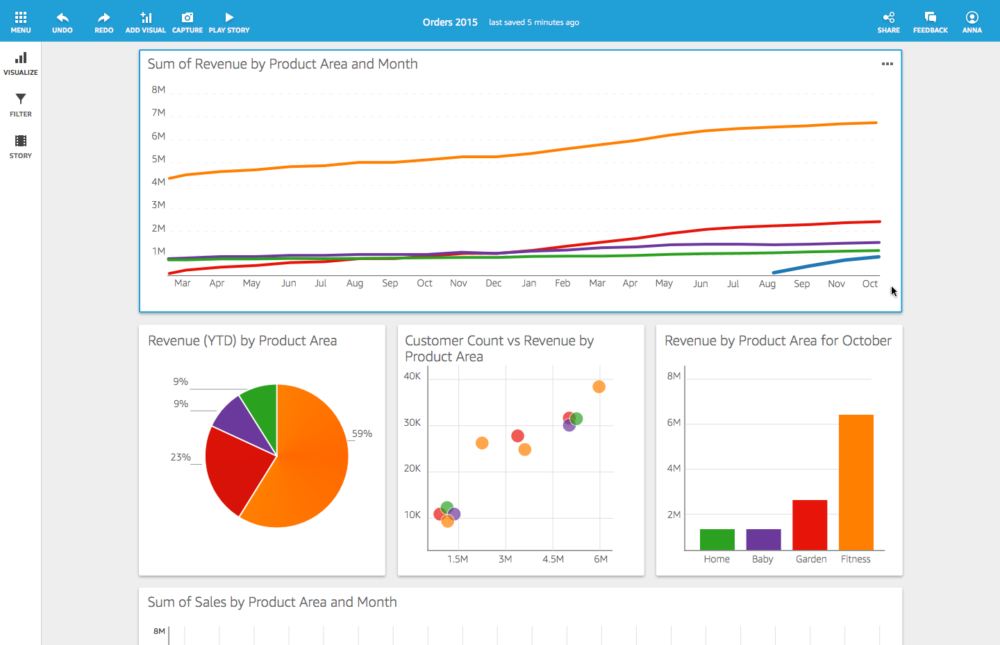 MENU UNDO REDO ADD VISUAL CAPTURE PLAY STORY Orders 2015 last saved 5 minutes ago SHARE FEEDBACK ANNA
VISUALIZE
FILTER
STORY
Sum of Revenue by Product Area and Month
8M
7M
6M
5M
4M
3M
2M
1M
Mar Apr May Jun Jul Aug Sep Oct Nov Dec Jan Feb Mar Apr May Jun Jul Aug Sep Nov Oct
Revenue (YTD) by Product Area
9%
9%
59%
23%
Customer Count vs Revenue by
Product Area
40K
30K
20K
10K
1.5M 3M 4.5M 6M
Revenue by Product Area for October
8M
6M
4M
2M
Home Baby Garden Fitness
Sum of Sales by Product Area and Month
8M